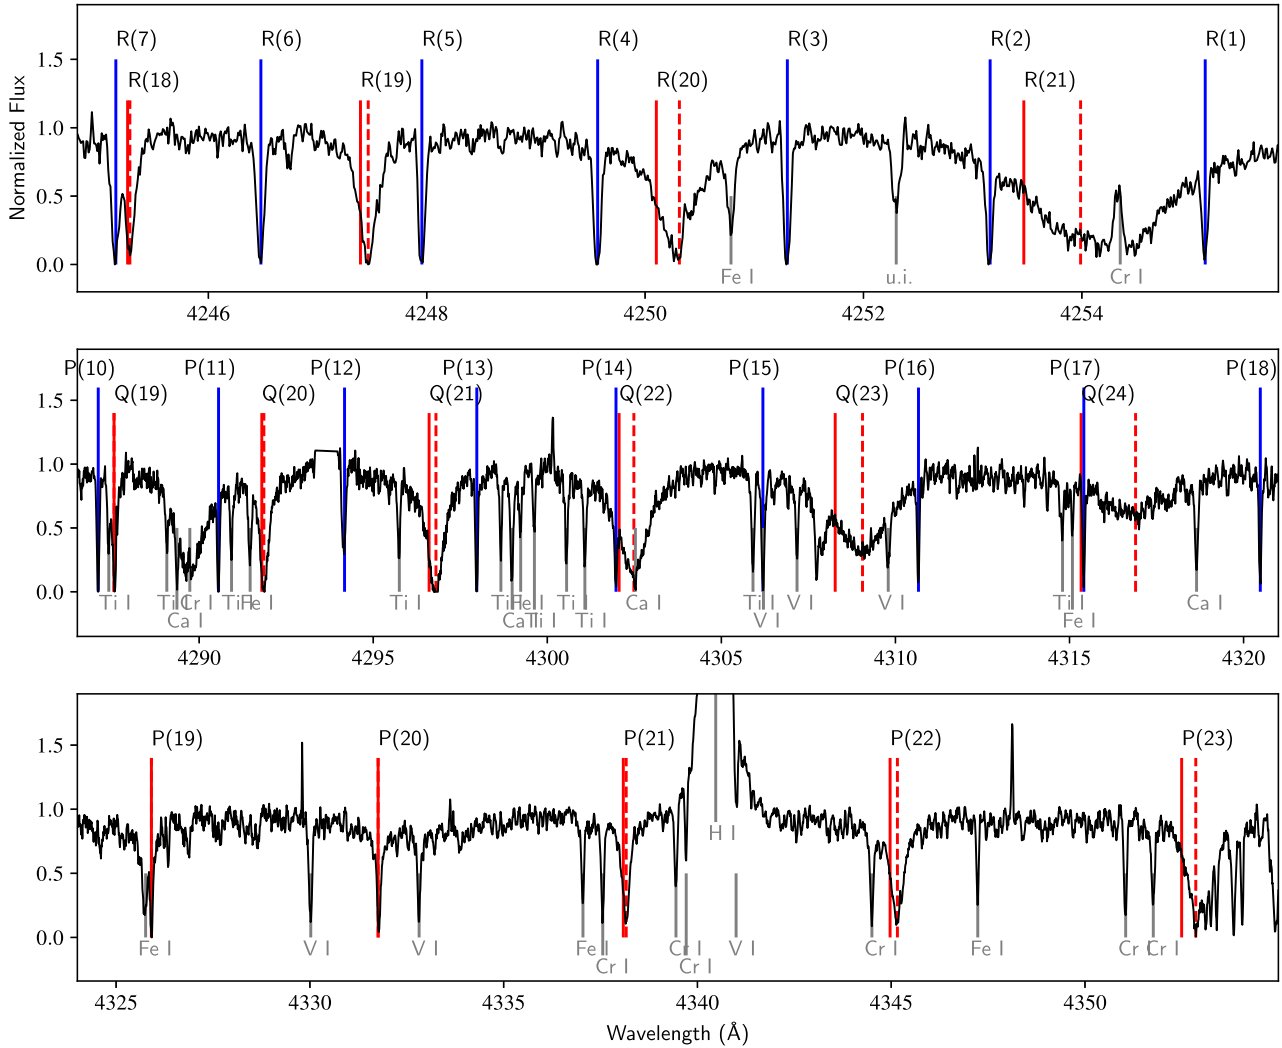 R(7) R(6) R(5) R(4) R(3) R(2) R(1)
R(18) R(19) R(20) R(21)
1.5
1.0
0.5
0.0
Normalized Flux
Fe I u.i. Cr I
4246 4248 4250 4252 4254
P(10) P(11) P(12) P(13) P(14) P(15) P(16) P(17) P(18)
Q(19) Q(20) Q(21) Q(22) Q(23) Q(24)
1.5
1.0
0.5
0.0
Ti I Ti I Cr I Ti I Fe I Ti I Ti I Fe I Ti I Ca I Ti I V I V I Ti I Ca I
Ca I Ca I Ti I Ti I V I Fe I
4290 4295 4300 4305 4310 4315 4320
P(19) P(20) P(21) P(22) P(23)
1.5
1.0
0.5
0.0
H I
Fe I V I V I Fe I Cr I V I Cr I Fe I Cr I Cr I
Cr I Cr I
4325 4330 4335 4340 4345 4350
Wavelength (Å)